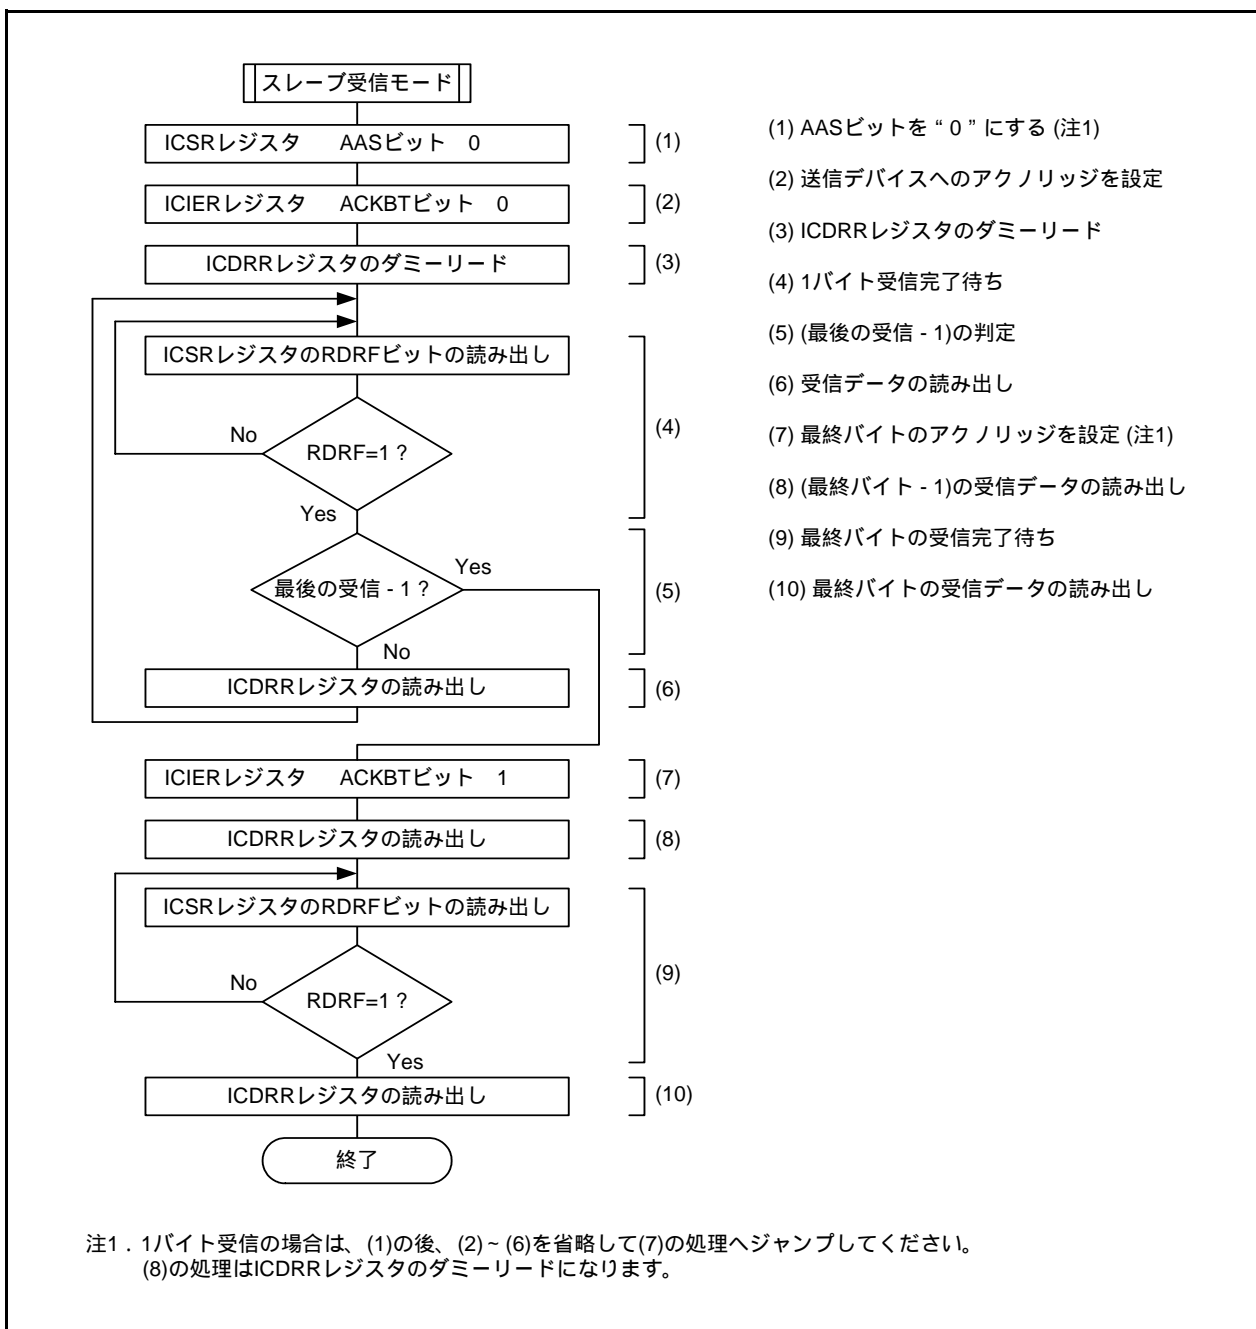 スレーブ受信モード
ICSRレジスタ AASビット 0
(1)
ICIERレジスタ ACKBTビット 0
(2)
ICDRRレジスタのダミーリード
(3)
ICSRレジスタのRDRFビットの読み出し
No
RDRF=1 ?
(4)
Yes
最後の受信 - 1 ?
Yes
(5)
No
ICDRRレジスタの読み出し
(6)
ICIERレジスタ ACKBTビット 1
(7)
ICDRRレジスタの読み出し
(8)
ICSRレジスタのRDRFビットの読み出し
No
RDRF=1 ?
(9)
Yes
ICDRRレジスタの読み出し
(10)
終了
(1) AASビットを “ 0 ” にする (注1)
(2) 送信デバイスへのアクノリッジを設定
(3) ICDRRレジスタのダミーリード
(4) 1バイト受信完了待ち
(5) (最後の受信 - 1)の判定
(6) 受信データの読み出し
(7) 最終バイトのアクノリッジを設定 (注1)
(8) (最終バイト - 1)の受信データの読み出し
(9) 最終バイトの受信完了待ち
(10) 最終バイトの受信データの読み出し
注1．1バイト受信の場合は、(1)の後、(2) ~ (6)を省略して(7)の処理へジャンプしてください。
(8)の処理はICDRRレジスタのダミーリードになります。